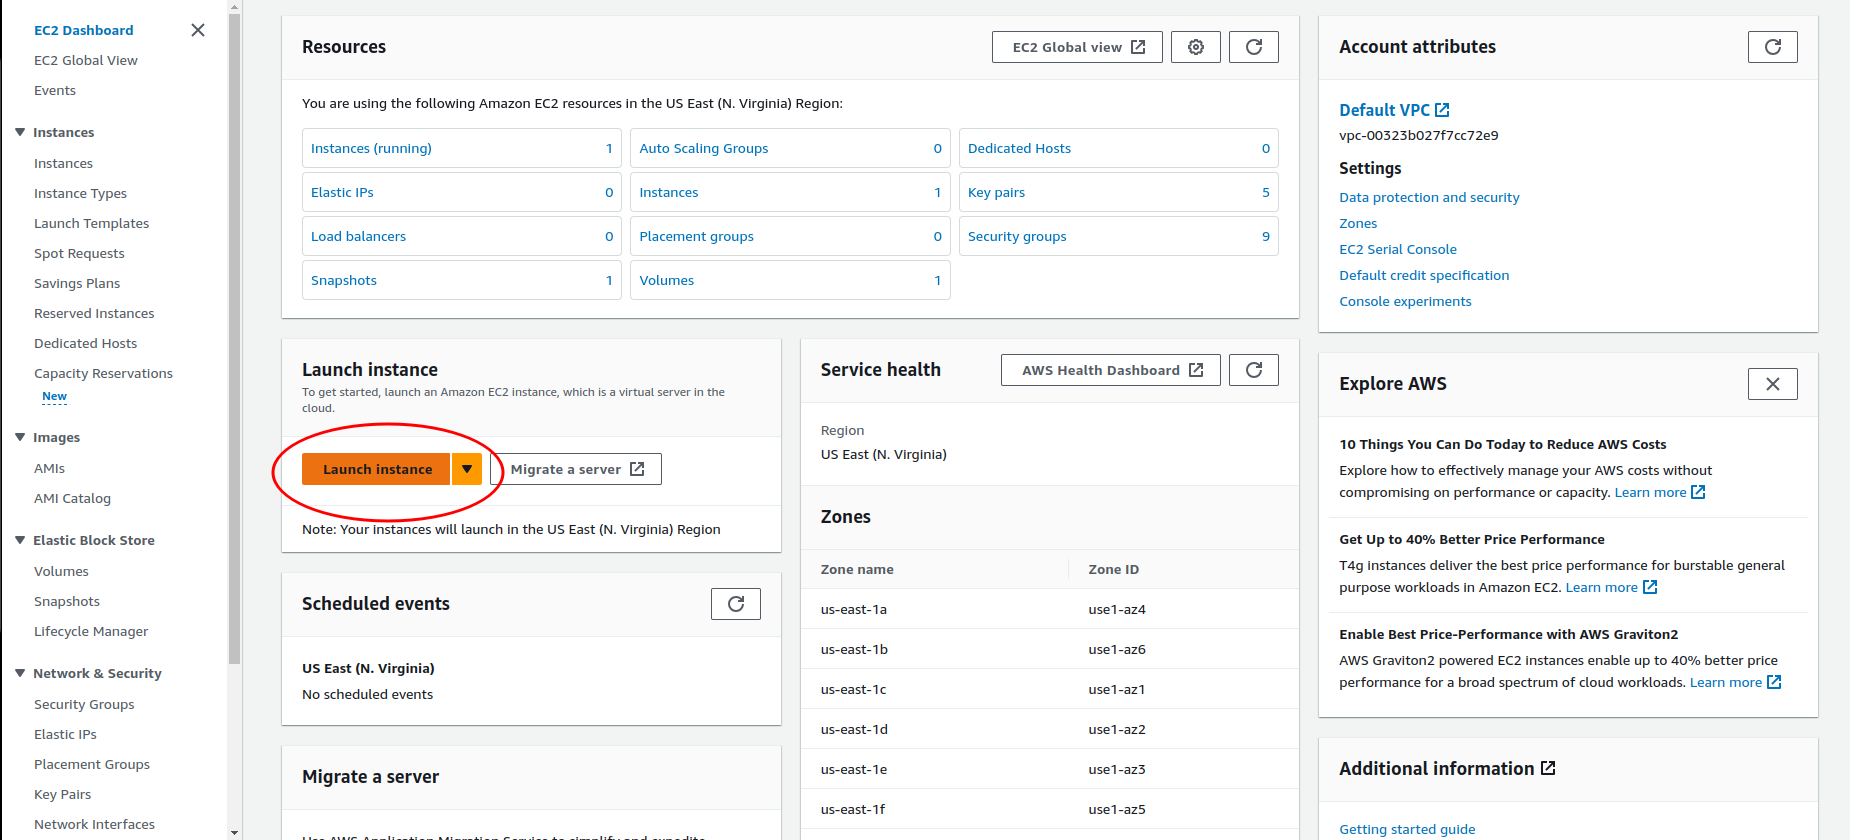 EC2 Dashboard
EC2 Global View
Events
Instances
Instances
Instance Types
Launch Templates
Spot Requests
Savings Plans
Reserved Instances
Dedicated Hosts
Capacity Reservations
New
Images
AMIs
AMI Catalog
Elastic Block Store
Volumes
Snapshots
Lifecycle Manager
Network & Security
Security Groups
Elastic IPs
Placement Groups
Key Pairs
Network Interfaces
Resources
EC2 Global view
You are using the following Amazon EC2 resources in the US East (N. Virginia) Region:
Instances (running) 1
Auto Scaling Groups 0
Dedicated Hosts 0
Elastic IPs 0
Instances 1
Key pairs 5
Load balancers 0
Placement groups 0
Security groups 9
Snapshots 1
Volumes 1
Launch instance
To get started, launch an Amazon EC2 instance, which is a virtual server in the
cloud.
Launch instance
Migrate a server
Note: Your instances will launch in the US East (N. Virginia) Region
Scheduled events
US East (N. Virginia)
No scheduled events
Migrate a server
Use AWS Application Migration Service to simplify and expedite
Service health
AWS Health Dashboard
Region
US East (N. Virginia)
Zones
Zone name Zone ID
us-east-1a use1-az4
us-east-1b use1-az6
us-east-1c use1-az1
us-east-1d use1-az2
us-east-1e use1-az3
us-east-1f use1-az5
Account attributes
Default VPC
vpc-00323b027f7cc72e9
Settings
Data protection and security
Zones
EC2 Serial Console
Default credit specification
Console experiments
Explore AWS
10 Things You Can Do Today to Reduce AWS Costs
Explore how to effectively manage your AWS costs without
compromising on performance or capacity. Learn more
Get Up to 40% Better Price Performance
T4g instances deliver the best price performance for burstable general
purpose workloads in Amazon EC2. Learn more
Enable Best Price-Performance with AWS Graviton2
AWS Graviton2 powered EC2 instances enable up to 40% better price
performance for a broad spectrum of cloud workloads. Learn more
Additional information
Getting started guide